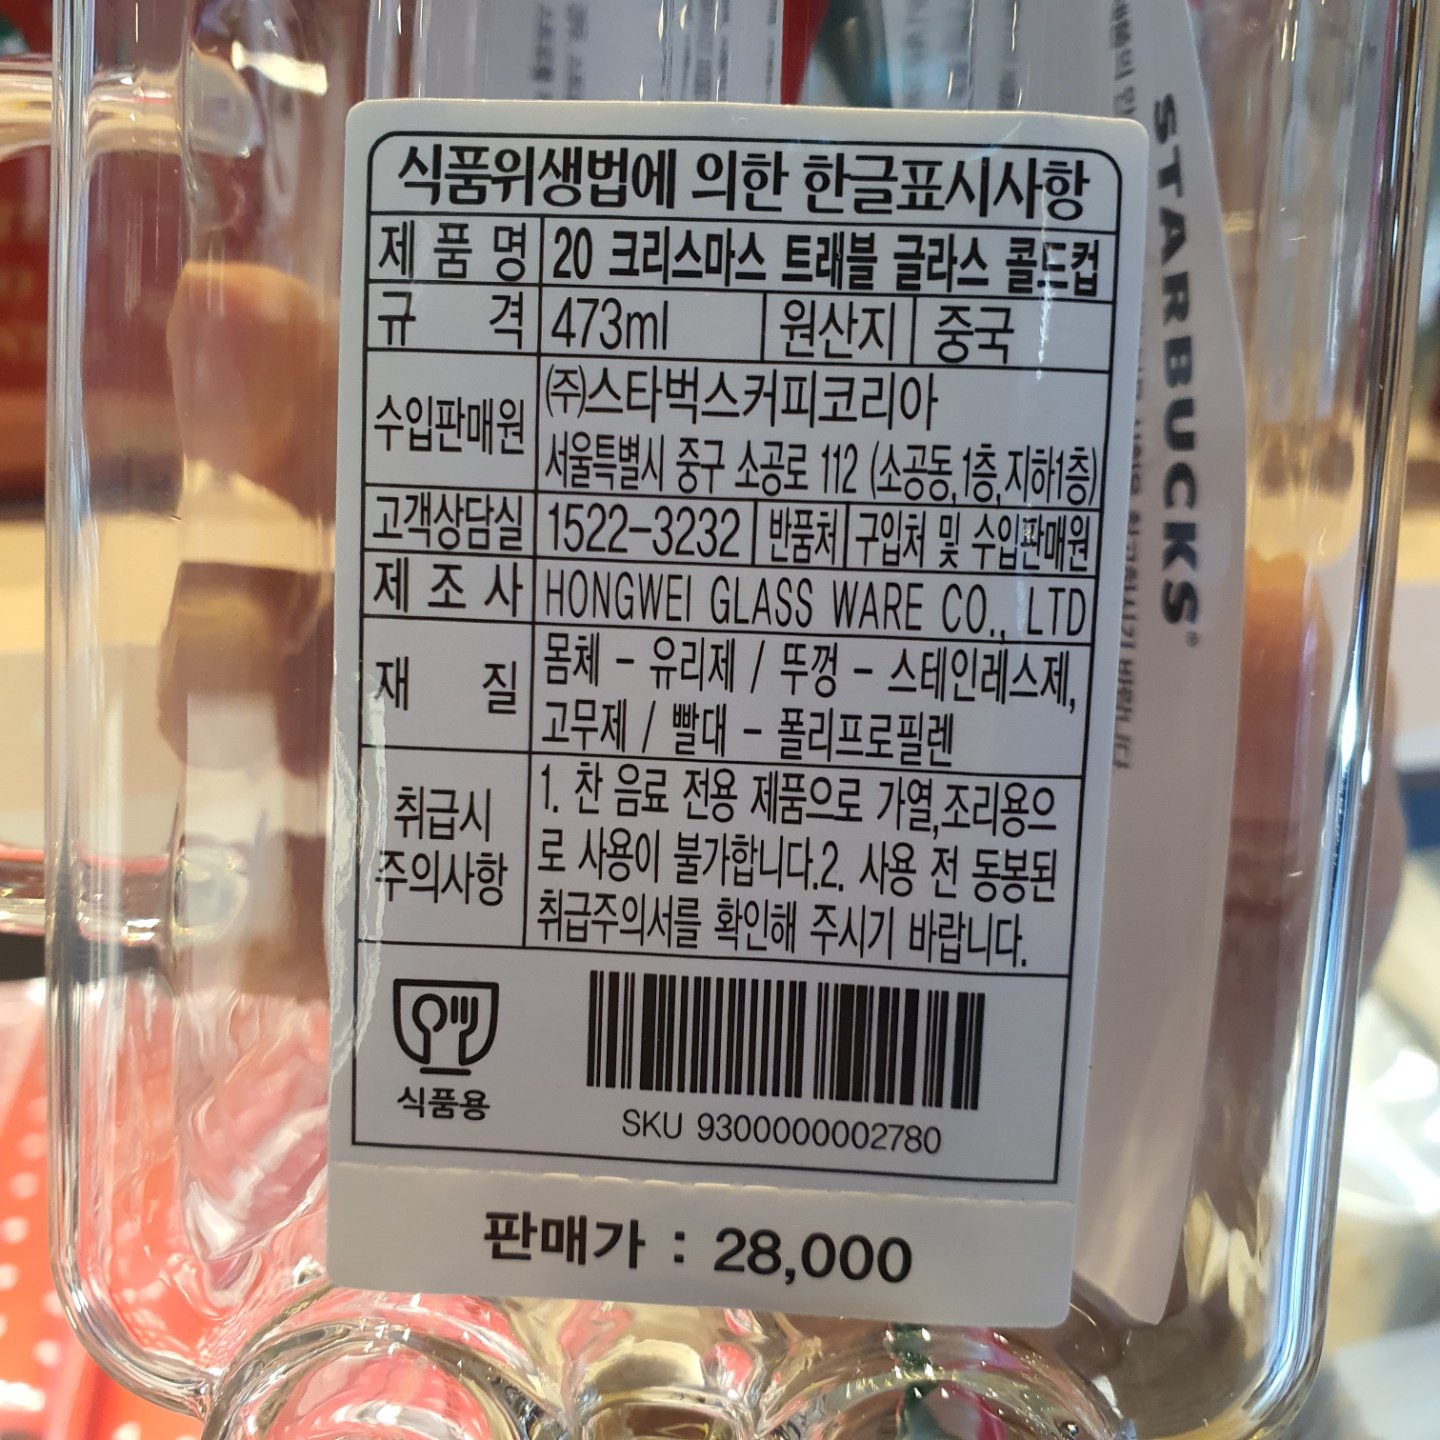 식품위생법에 의한 한글표시사항
제 품 명 20 크리스마스 트래블 글라스 콜드컵
규 격 473ml 원산지 중국
수입판매원 ㈜스타벅스커피코리아
서울특별시 중구 소공로 112 (소공동,1층,지하1층)
고객상담실 1522-3232 반품처 구입처 및 수입판매원
제 조 사 HONGWEI GLASS WARE CO., LTD
재 질 몸체 - 유리제 / 뚜껑 - 스테인레스제,
고무제 / 빨대 - 폴리프로필렌
취급시 주의사항 1. 찬 음료 전용 제품으로 가열,조리용으
로 사용이 불가합니다.2. 사용 전 동봉된
취급주의서를 확인해 주시기 바랍니다.
식품용
SKU 9300000002780
판매가 : 28,000
STARBUCKS